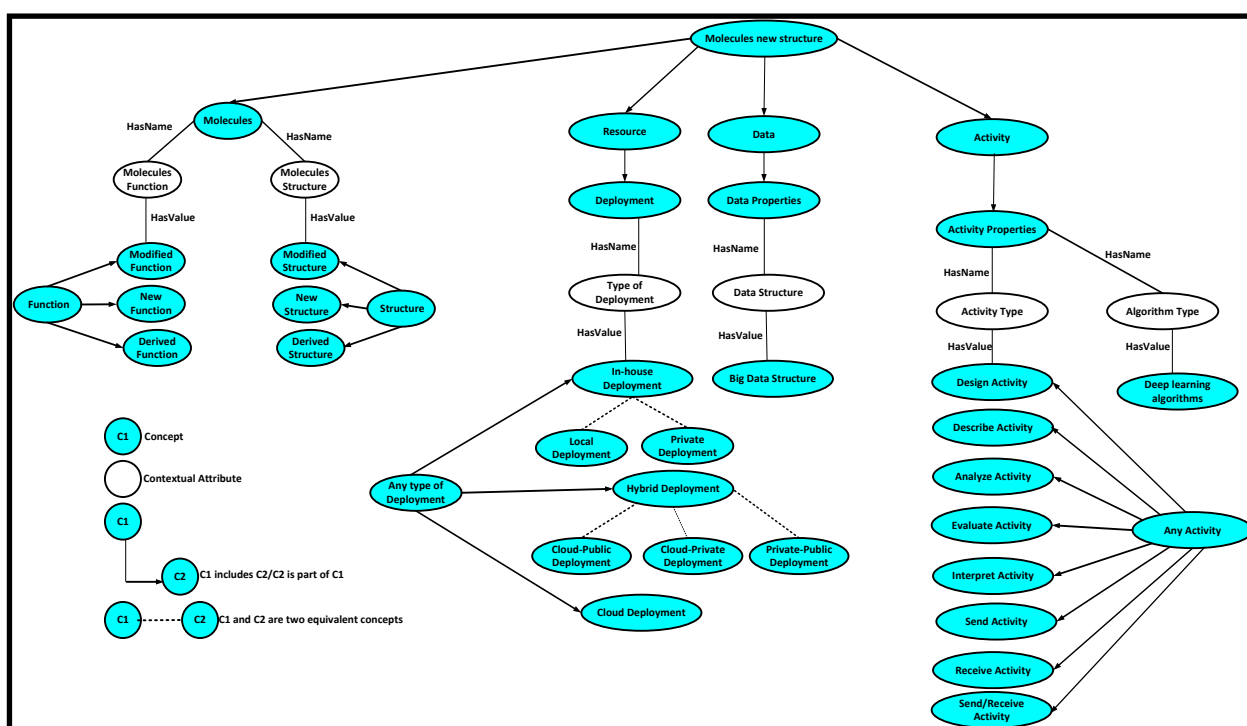 Molecules new structure
Molecules
Resource
Data
Activity
HasName
HasName
Molecules
Function
Molecules
Structure
Deployment
Data Properties
Activity Properties
HasValue
HasValue
HasName
HasName
HasName
HasName
Modified
Function
Modified
Structure
Function
New
Function
New
Structure
Structure
Type of
Deployment
Data Structure
Activity Type
Algorithm Type
Derived
Function
Derived
Structure
HasValue
HasValue
HasValue
HasValue
In-house
Deployment
Big Data Structure
Design Activity
Deep learning
algorithms
Local
Deployment
Private
Deployment
Describe Activity
C1
Concept
Contextual Attribute
Any type of
Deployment
Hybrid Deployment
Analyze Activity
C1
Evaluate Activity
Any Activity
Cloud-Public
Deployment
Cloud-Private
Deployment
Private-Public
Deployment
C2
C1 includes C2/C2 is part of C1
Interpret Activity
C1
C2
C1 and C2 are two equivalent concepts
Cloud Deployment
Send Activity
Receive Activity
Send/Receive
Activity